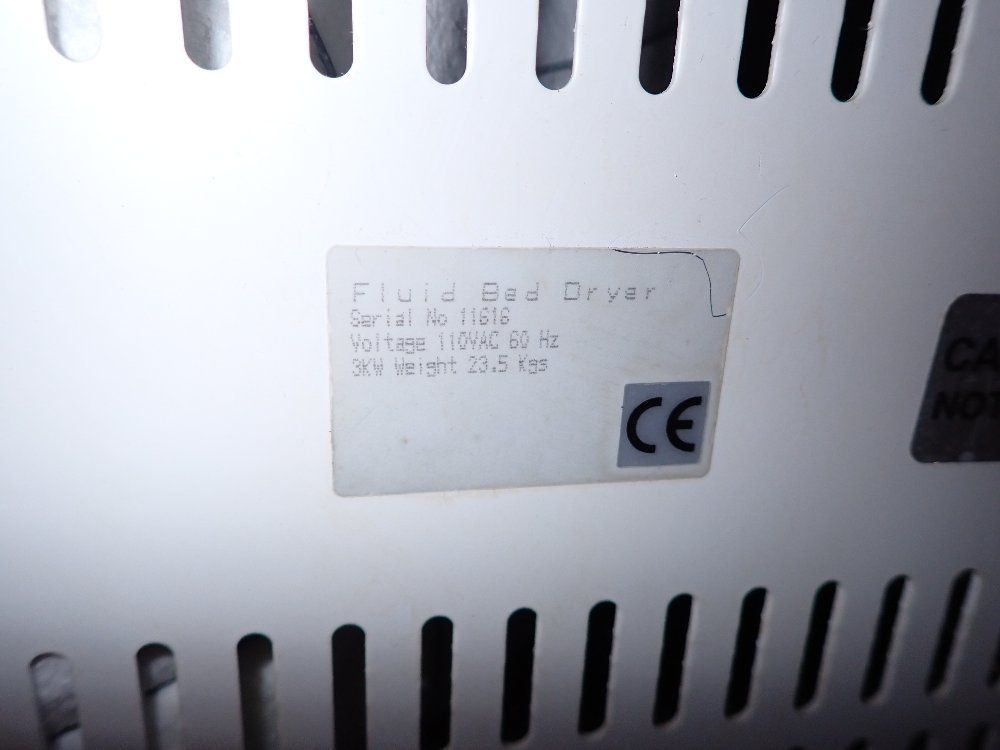 Fluid Bed Dryer
Serial No 11616
Voltage 110VAC 60 Hz
3KW Weight 23.5 Kgs
CE